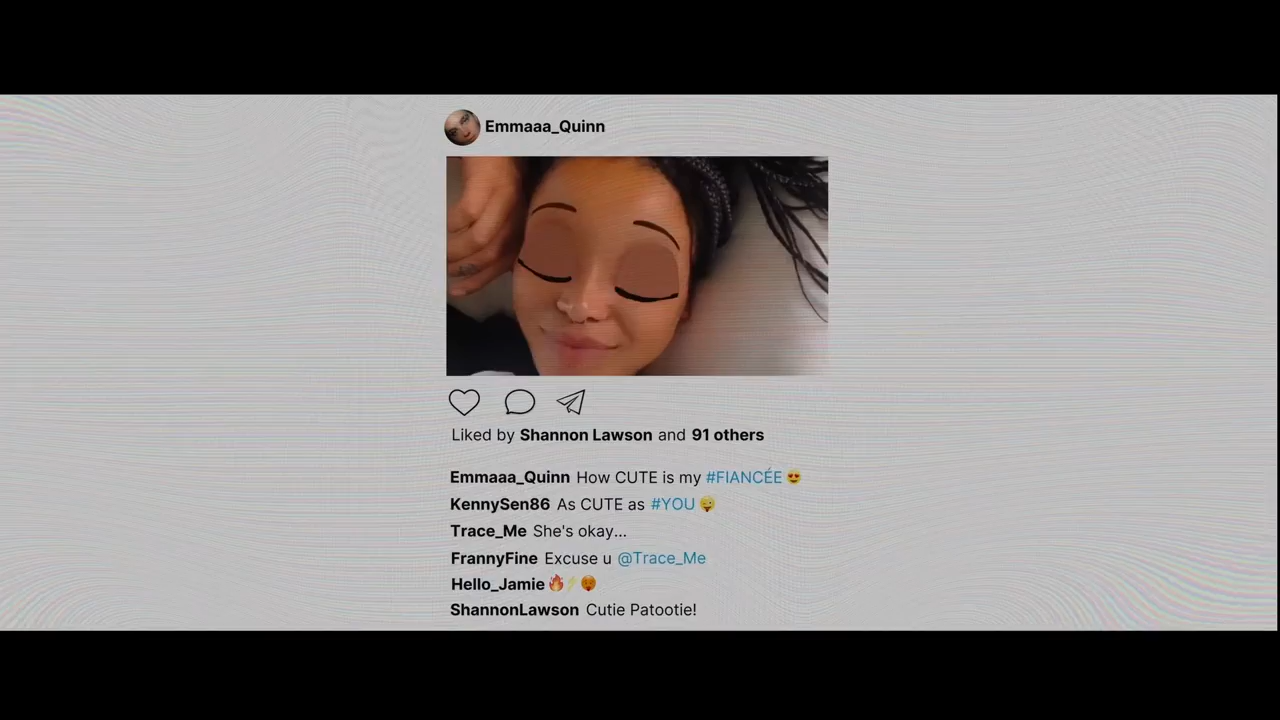 Emmaaa_Quinn
Liked by Shannon Lawson and 91 others
Emmaaa_Quinn How CUTE is my #FIANCÉE 😍
KennySen86 As CUTE as #YOU 😜
Trace_Me She's okay...
FrannyFine Excuse u @Trace_Me
Hello_Jamie 🔥⚡🥵
ShannonLawson Cutie Patootie!